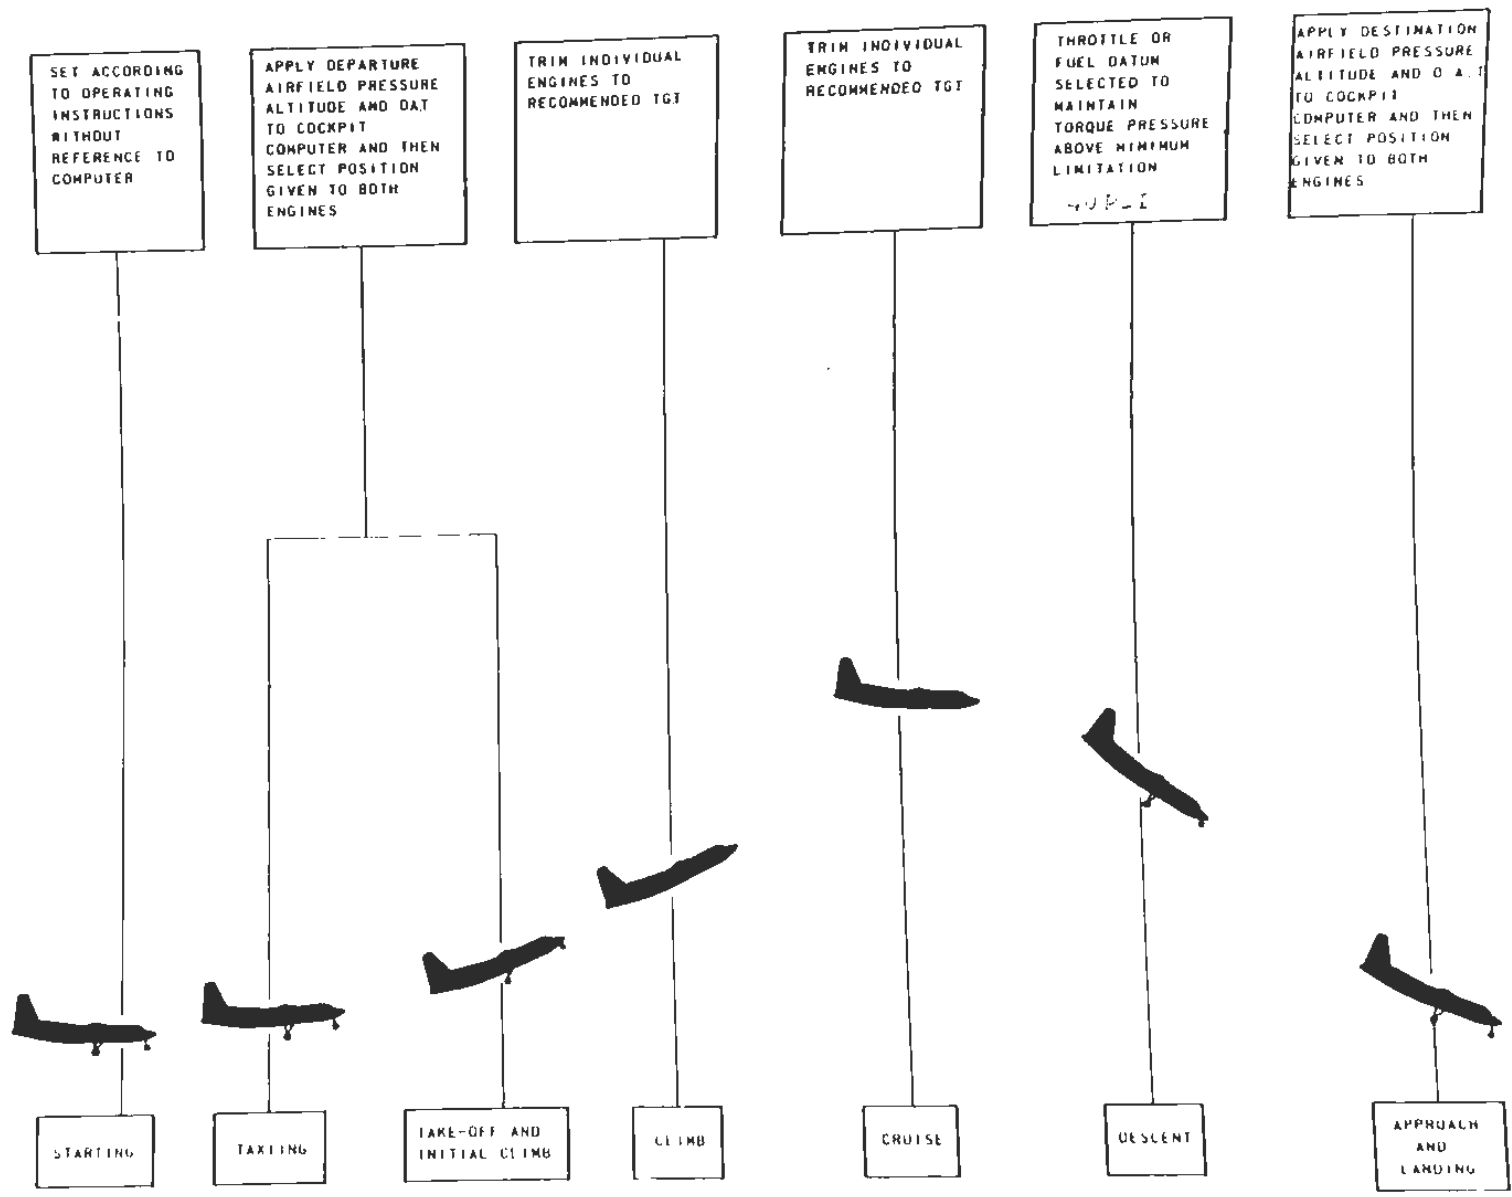 SET ACCORDING
TO OPERATING
INSTRUCTIONS
WITHOUT
REFERENCE TO
COMPUTER
APPLY DEPARTURE
AIRFIELD PRESSURE
ALTITUDE AND OAT
TO COCKPIT
COMPUTER AND THEN
SELECT POSITION
GIVEN TO BOTH
ENGINES
TRIM INDIVIDUAL
ENGINES TO
RECOMMENDED TGT
TRIM INDIVIDUAL
ENGINES TO
RECOMMENDED TGT
THROTTLE OR
FUEL DATUM
SELECTED TO
MAINTAIN
TORQUE PRESSURE
ABOVE MINIMUM
LIMITATION
APPLY DESTINATION
AIRFIELD PRESSURE
ALTITUDE AND O A.T
TO COCKPIT
COMPUTER AND THEN
SELECT POSITION
GIVEN TO BOTH
ENGINES
STARTING
TAXIING
TAKE-OFF AND
INITIAL CLIMB
CLIMB
CRUISE
DESCENT
APPROACH
AND
LANDING